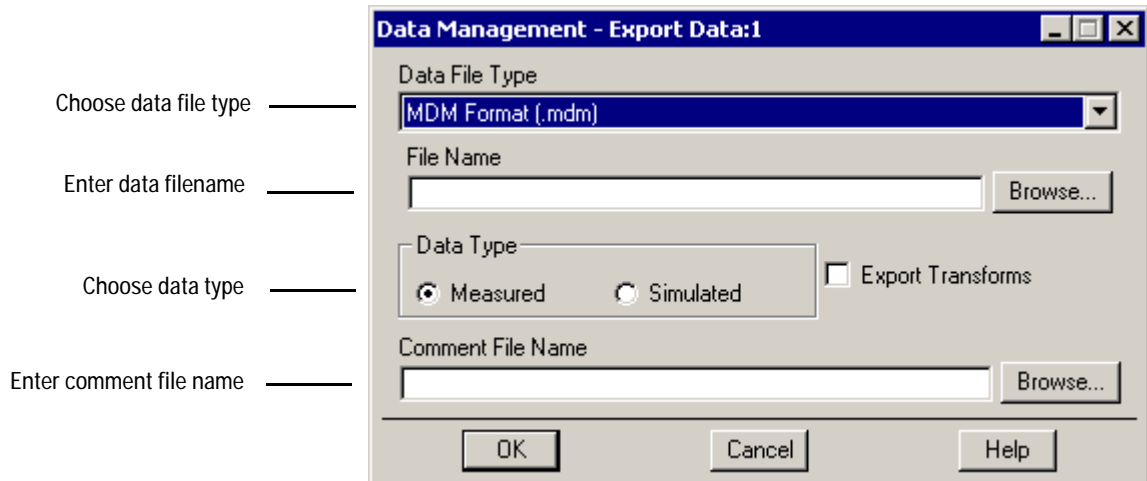 Data Management - Export Data:1
Data File Type
Choose data file type
MDM Format (.mdm)
File Name
Enter data filename
Browse...
Data Type
Choose data type
Measured Simulated
Export Transforms
Comment File Name
Enter comment file name
Browse...
OK Cancel Help